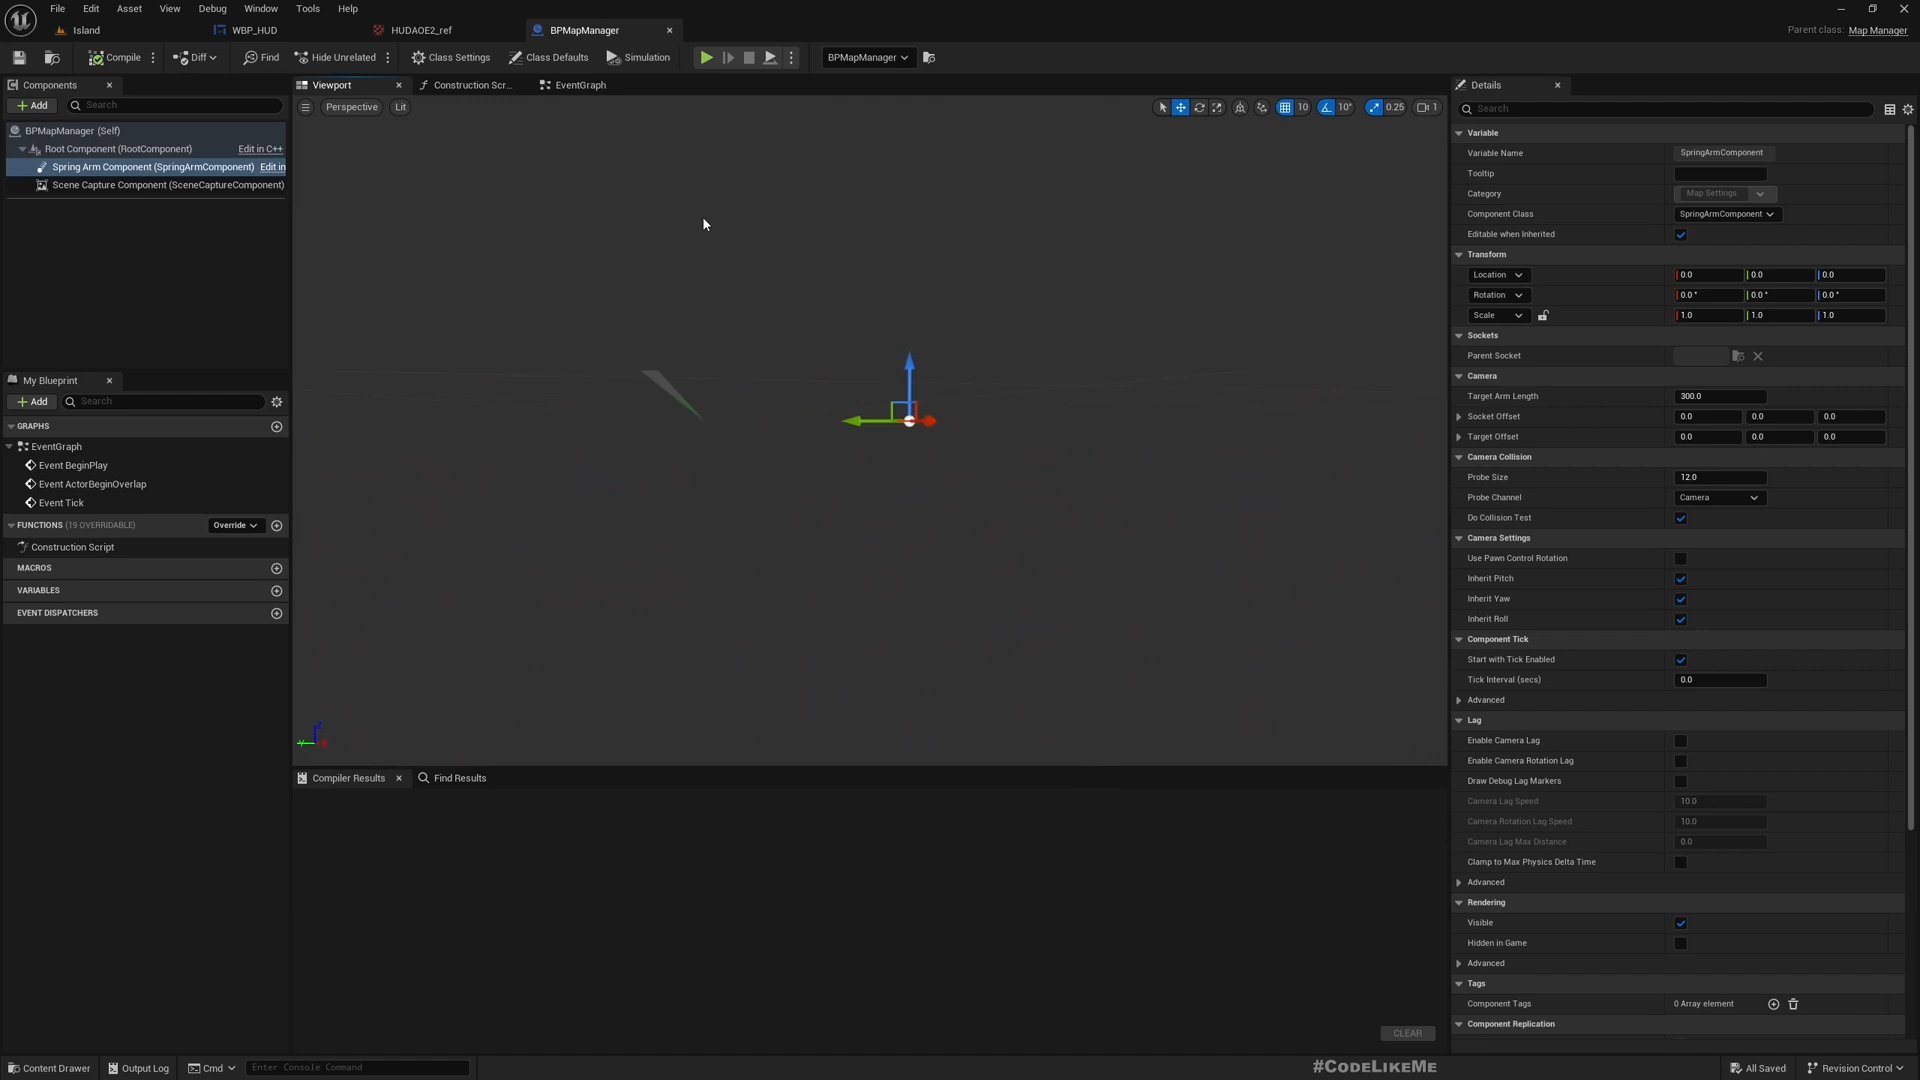 File Edit Asset View Debug Window Tools Help
Island WBP_HUD HUDAOE2_ref BPMapManager
Parent class: Map Manager
Compile Diff Find Hide Unrelated Class Settings Class Defaults Simulation BPMapManager
Components
Add Search
BPMapManager (Self)
Root Component (RootComponent) Edit in C++
Spring Arm Component (SpringArmComponent) Edit in
Scene Capture Component (SceneCaptureComponent)
My Blueprint
Add Search
GRAPHS
EventGraph
Event BeginPlay
Event ActorBeginOverlap
Event Tick
FUNCTIONS (19 OVERRIDABLE) Override
Construction Script
MACROS
VARIABLES
EVENT DISPATCHERS
Viewport Construction Scr... EventGraph
Perspective Lit 10 10° 0.25 1
Z
Y
Compiler Results Find Results
CLEAR
Details
Search
Variable
Variable Name SpringArmComponent
Tooltip
Category Map Settings
Component Class SpringArmComponent
Editable when Inherited
Transform
Location 0.0 0.0 0.0
Rotation 0.0 ° 0.0 ° 0.0 °
Scale 1.0 1.0 1.0
Sockets
Parent Socket
Camera
Target Arm Length 300.0
Socket Offset 0.0 0.0 0.0
Target Offset 0.0 0.0 0.0
Camera Collision
Probe Size 12.0
Probe Channel Camera
Do Collision Test
Camera Settings
Use Pawn Control Rotation
Inherit Pitch
Inherit Yaw
Inherit Roll
Component Tick
Start with Tick Enabled
Tick Interval (secs) 0.0
Advanced
Lag
Enable Camera Lag
Enable Camera Rotation Lag
Draw Debug Lag Markers
Camera Lag Speed 10.0
Camera Rotation Lag Speed 10.0
Camera Lag Max Distance 0.0
Clamp to Max Physics Delta Time
Advanced
Rendering
Visible
Hidden in Game
Advanced
Tags
Component Tags 0 Array element
Component Replication
Content Drawer Output Log Cmd Enter Console Command
#CODELIKEME
All Saved Revision Control